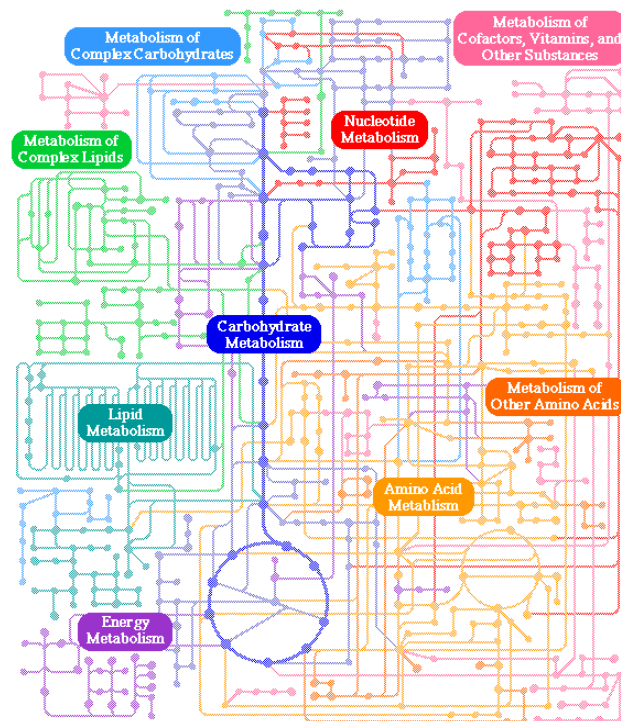 Metabolism of
Complex Carbohydrates
Metabolism of
Cofactors, Vitamins, and
Other Substances
Nucleotide
Metabolism
Metabolism of
Complex Lipids
Carbohydrate
Metabolism
Metabolism of
Other Amino Acids
Lipid
Metabolism
Amino Acid
Metablism
Energy
Metabolism